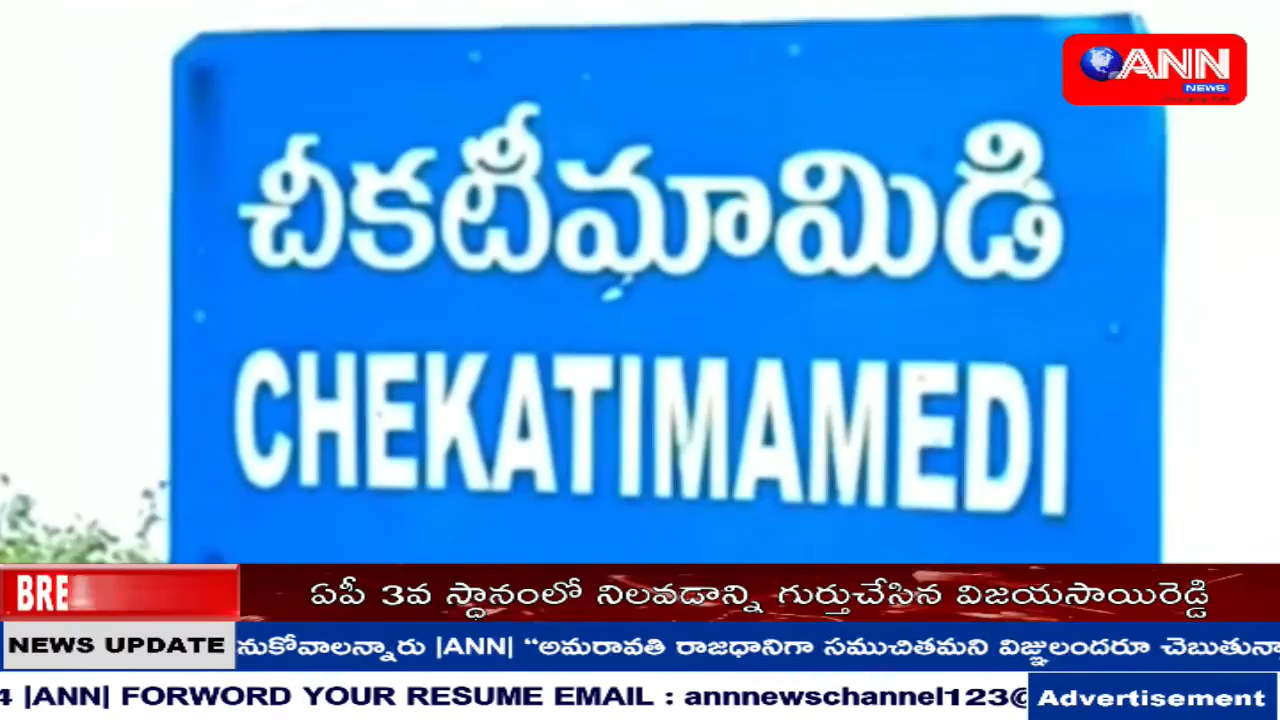 ANN
NEWS
చీకటీమామిడి
CHEKATIMAMEDI
BRE
ఏపీ 3వ స్థానంలో నిలవడాన్ని గుర్తుచేసిన విజయసాయిరెడ్డి
NEWS UPDATE నుకోవాలన్నారు |ANN| “అమరావతి రాజధానిగా సముచితమని విజ్ఞులందరూ చెబుతునా
4 |ANN| FORWORD YOUR RESUME EMAIL : annnewschannel123@ Advertisement